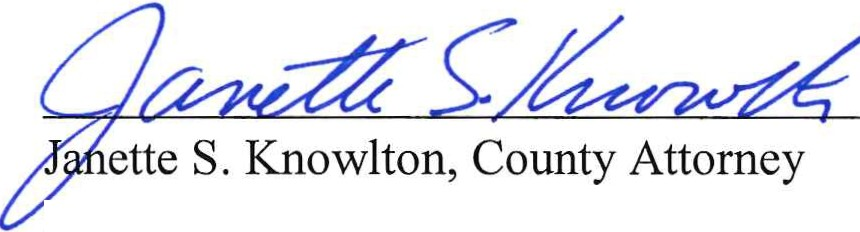 Janette S. Knowlton
Janette S. Knowlton, County Attorney